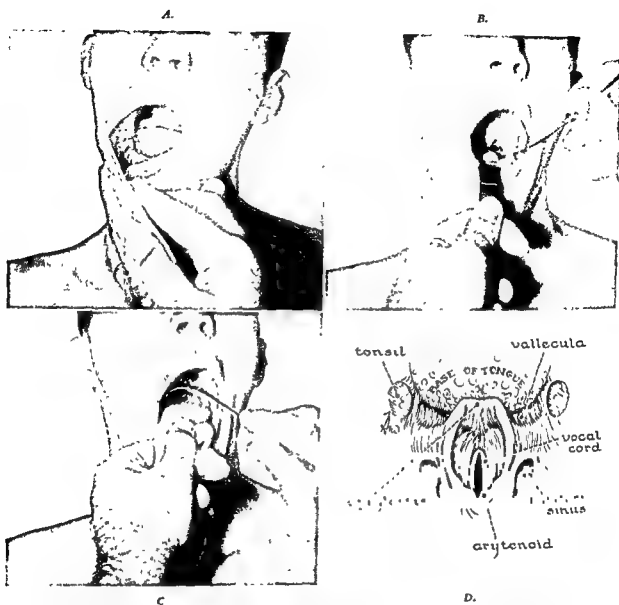 A.
B.
tonsil
vallecula
BASE OF TONGUE
vocal
cord
sinus
arytenoid
C
D.